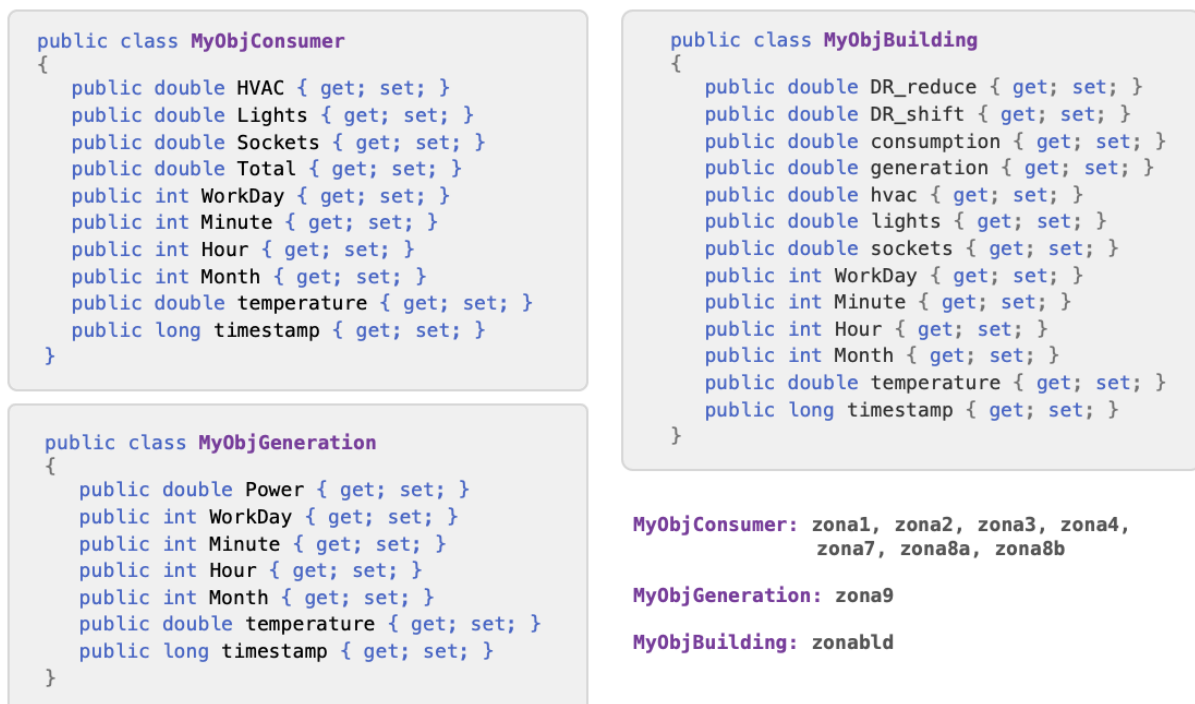 public class MyObjConsumer
{
public double HVAC { get; set; }
public double Lights { get; set; }
public double Sockets { get; set; }
public double Total { get; set; }
public int WorkDay { get; set; }
public int Minute { get; set; }
public int Hour { get; set; }
public int Month { get; set; }
public double temperature { get; set; }
public long timestamp { get; set; }
}
public class MyObjGeneration
{
public double Power { get; set; }
public int WorkDay { get; set; }
public int Minute { get; set; }
public int Hour { get; set; }
public int Month { get; set; }
public double temperature { get; set; }
public long timestamp { get; set; }
}
public class MyObjBuilding
{
public double DR_reduce { get; set; }
public double DR_shift { get; set; }
public double consumption { get; set; }
public double generation { get; set; }
public double hvac { get; set; }
public double lights { get; set; }
public double sockets { get; set; }
public int WorkDay { get; set; }
public int Minute { get; set; }
public int Hour { get; set; }
public int Month { get; set; }
public double temperature { get; set; }
public long timestamp { get; set; }
}
MyObjConsumer: zona1, zona2, zona3, zona4,
zona7, zona8a, zona8b
MyObjGeneration: zona9
MyObjBuilding: zonabld